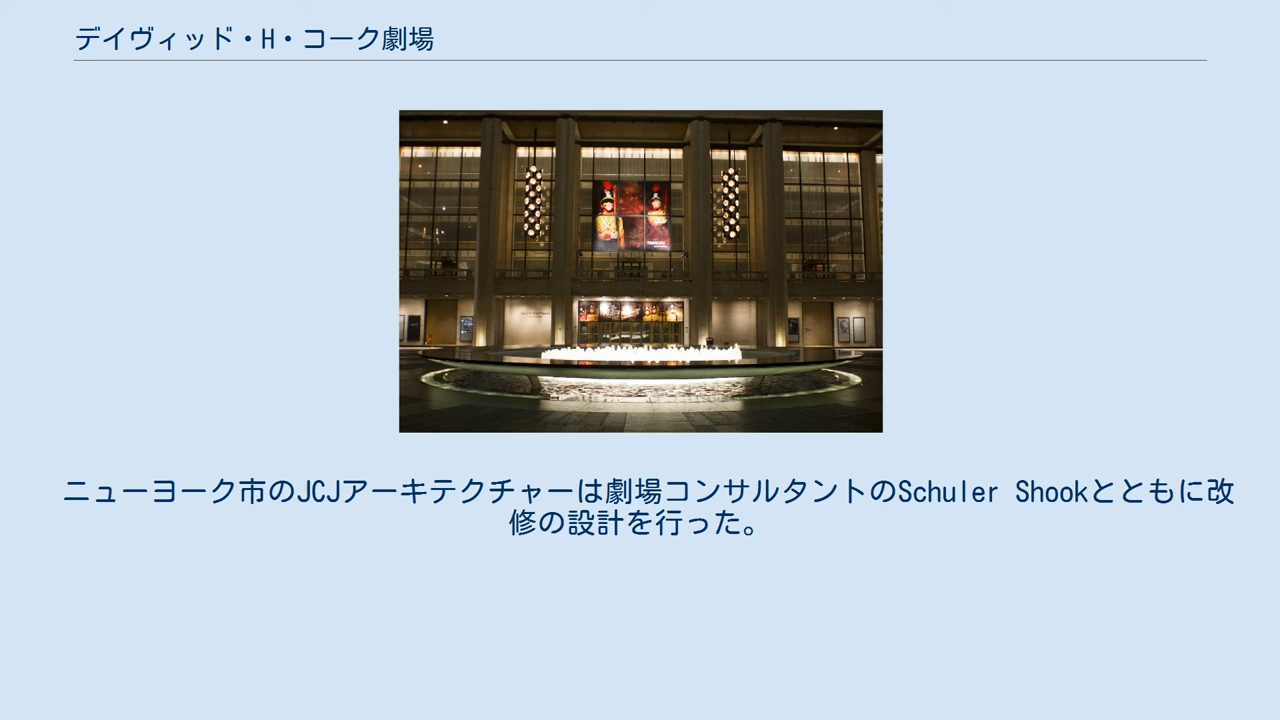 デイヴィッド・H・コーク劇場
ニューヨーク市のJCJアーキテクチャーは劇場コンサルタントのSchuler Shookとともに改
修の設計を行った。